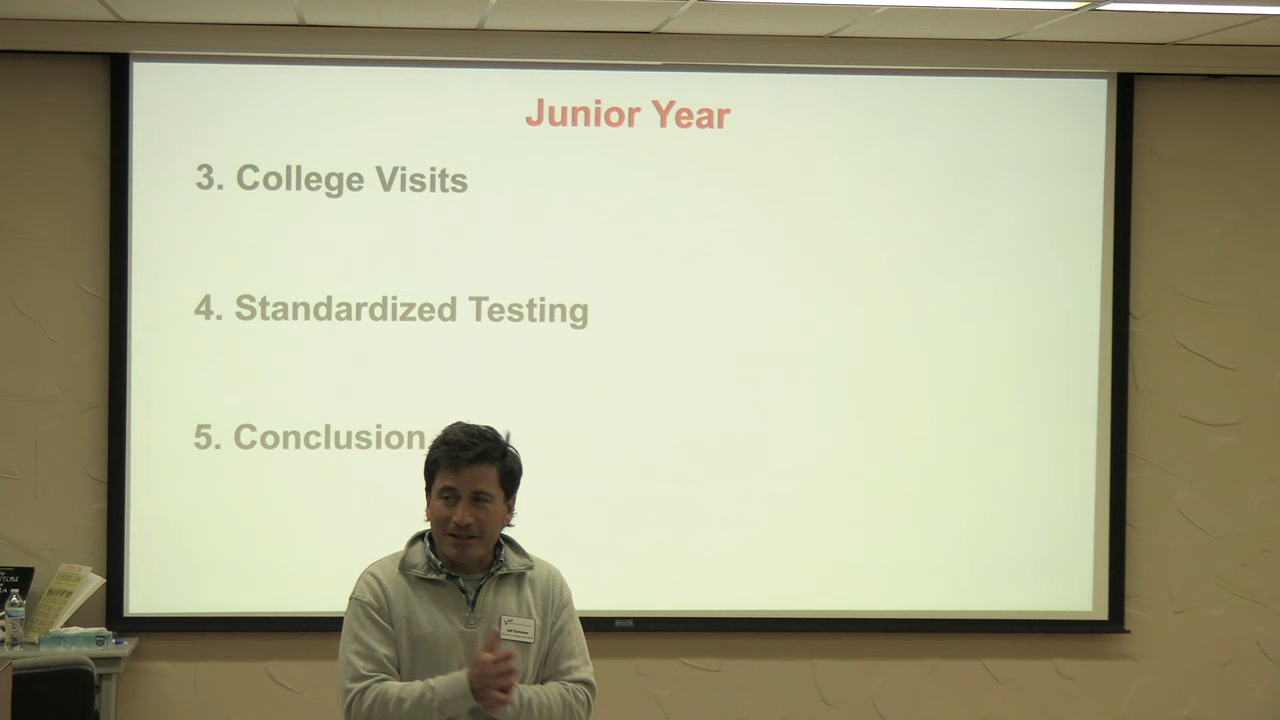 Junior Year
3. College Visits
4. Standardized Testing
5. Conclusion